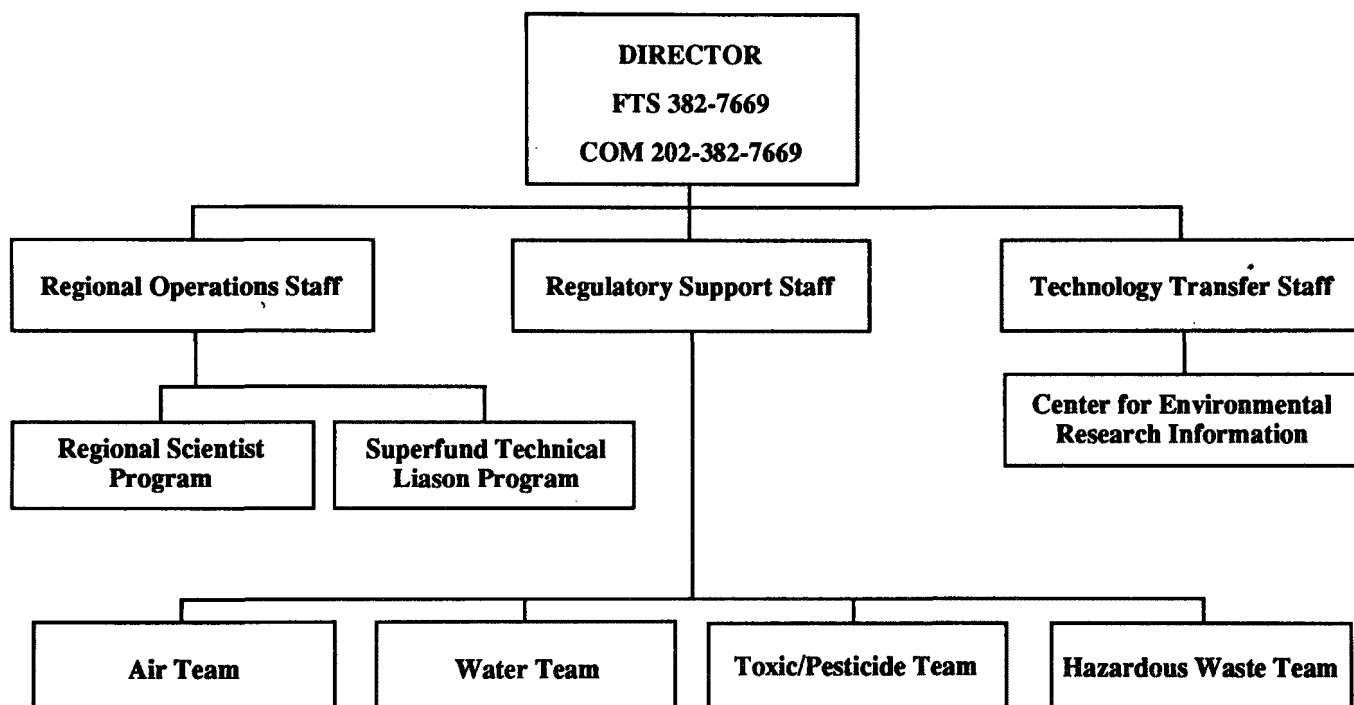 DIRECTOR
FTS 382-7669
COM 202-382-7669
Regional Operations Staff
Regulatory Support Staff
Technology Transfer Staff
Regional Scientist
Program
Superfund Technical
Liason Program
Center for Environmental
Research Information
Air Team
Water Team
Toxic/Pesticide Team
Hazardous Waste Team